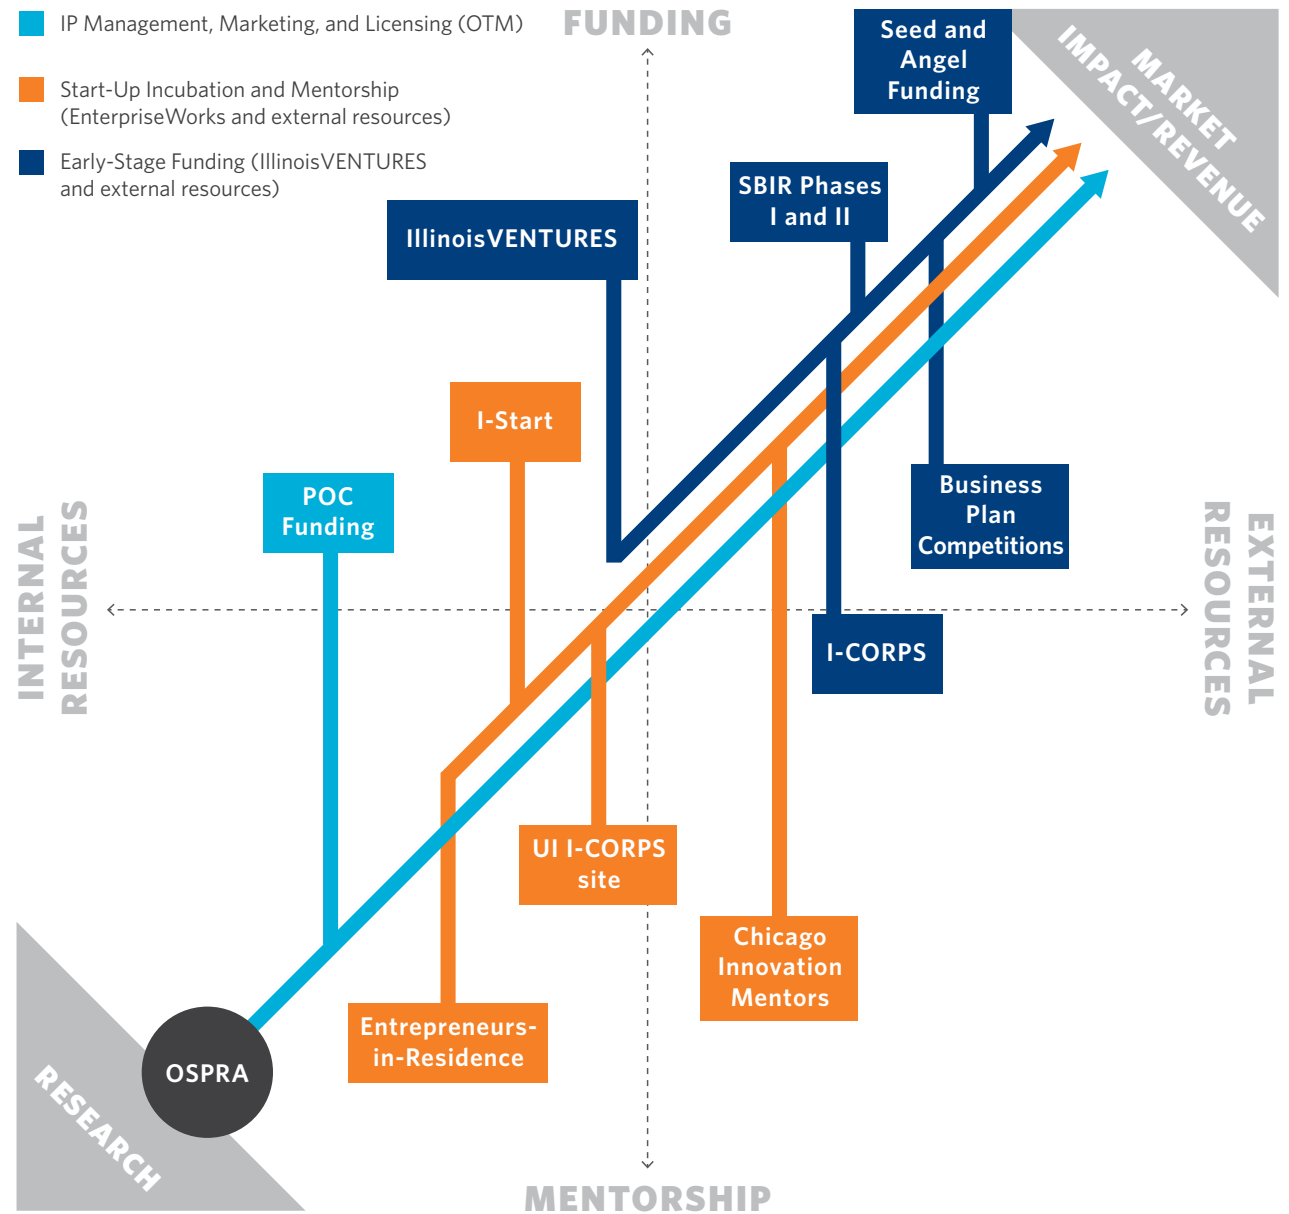 IP Management, Marketing, and Licensing (OTM)
Start-Up Incubation and Mentorship
(EnterpriseWorks and external resources)
Early-Stage Funding (IllinoisVENTURES
and external resources)
FUNDING
Seed and
Angel
Funding
MARKET
IMPACT/REVENUE
SBIR Phases
I and II
IllinoisVENTURES
I-Start
POC
Funding
Business
Plan
Competitions
INTERNAL
RESOURCES
EXTERNAL
RESOURCES
I-CORPS
UI I-CORPS
site
Chicago
Innovation
Mentors
Entrepreneurs-
in-Residence
OSPRA
RESEARCH
MENTORSHIP